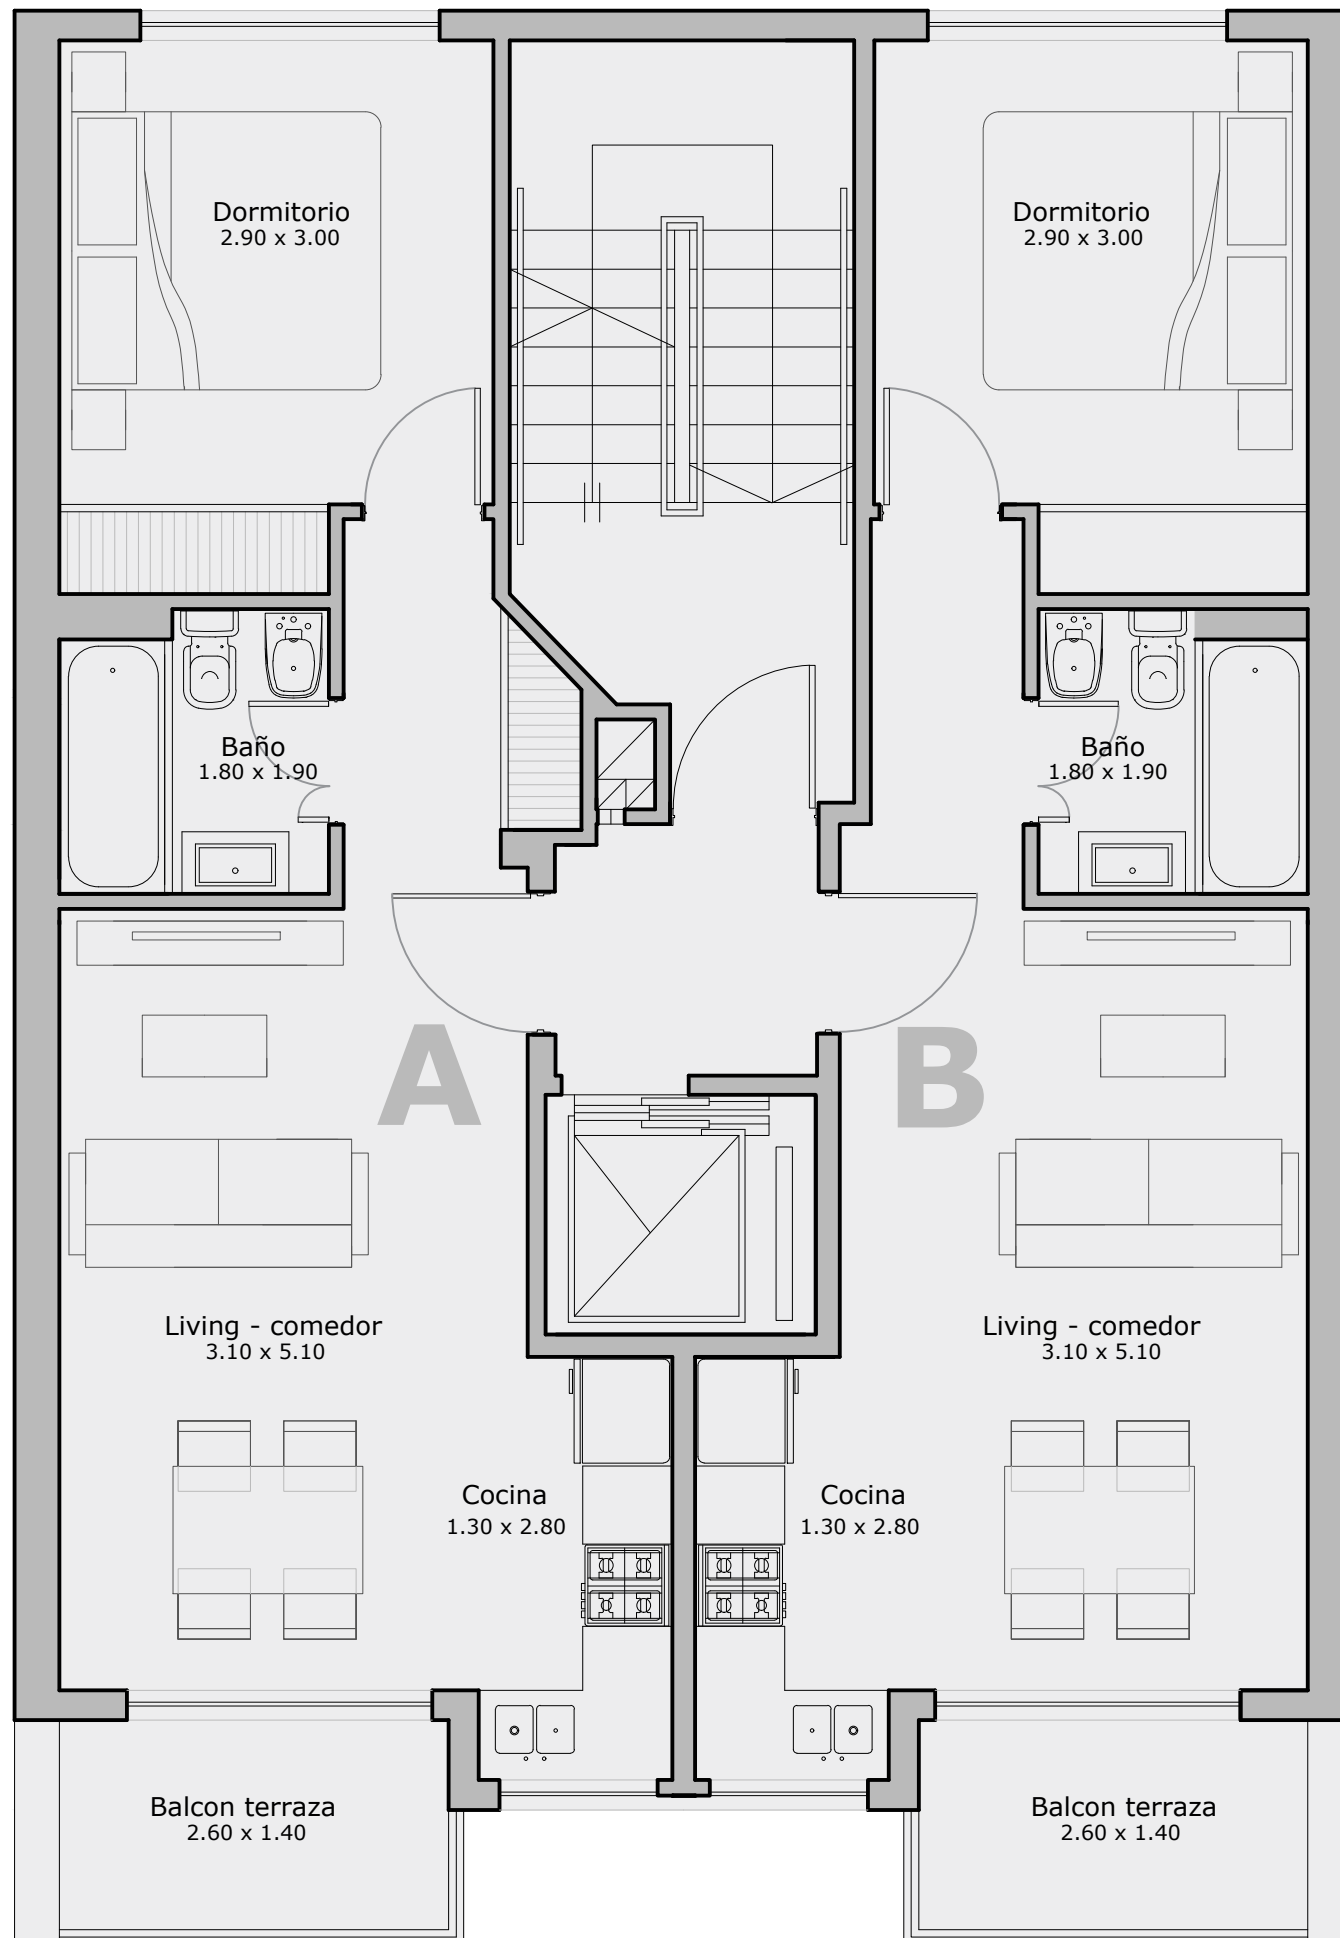 Dormitorio
2.90 x 3.00
Dormitorio
2.90 x 3.00
Baño
1.80 x 1.90
Baño
1.80 x 1.90
A
B
Living - comedor
3.10 x 5.10
Living - comedor
3.10 x 5.10
Cocina
1.30 x 2.80
Cocina
1.30 x 2.80
Balcon terraza
2.60 x 1.40
Balcon terraza
2.60 x 1.40